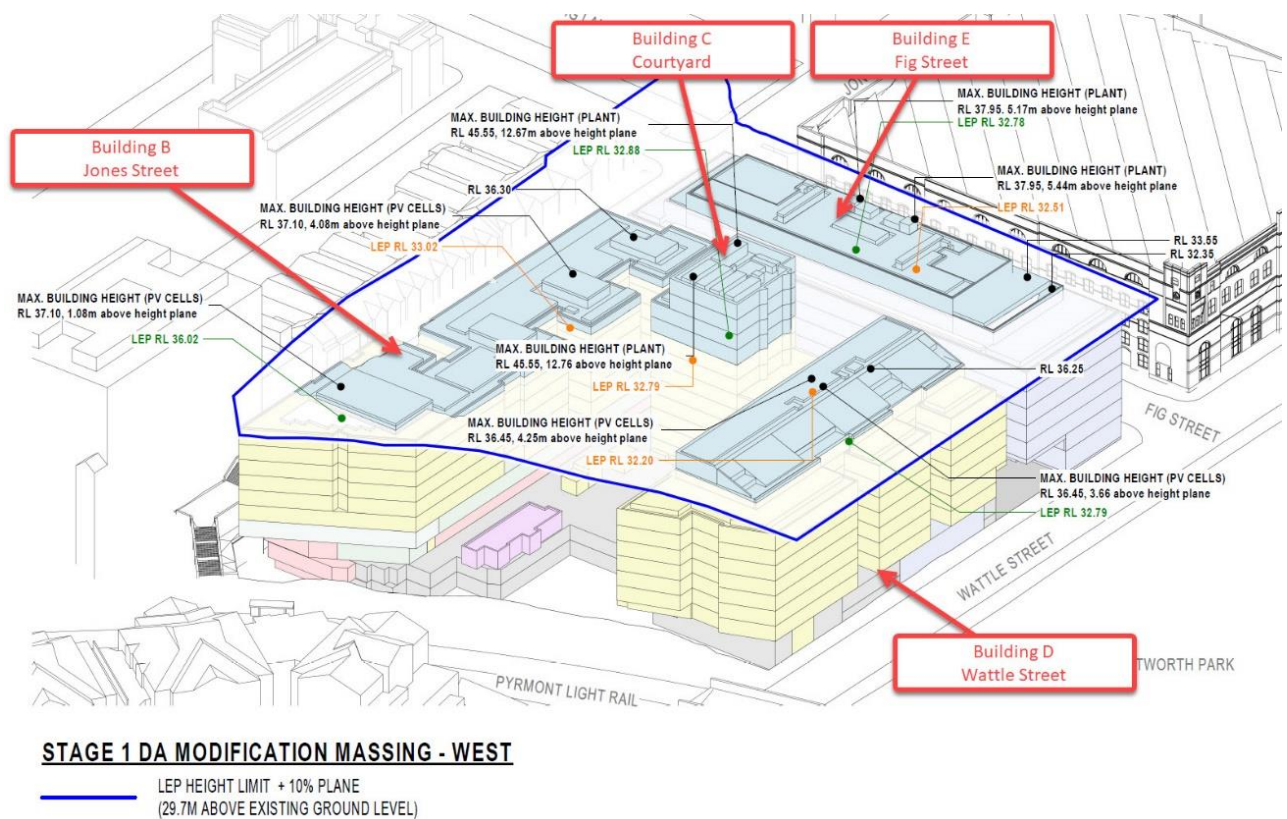 Building C
Courtyard
Building E
Fig Street
JON
MAX. BUILDING HEIGHT (PLANT)
RL 37.95, 5.17m above height plane
LEP RL 32.78
MAX. BUILDING HEIGHT (PLANT)
RL 45.55, 12.67m above height plane
LEP RL 32.88
Building B
Jones Street
MAX. BUILDING HEIGHT (PLANT)
RL 37.95, 5.44m above height plane
LEP RL 32.51
RL 36.30
MAX. BUILDING HEIGHT (PV CELLS)
RL 37.10, 4.08m above height plane
LEP RL 33.02
RL 33.55
RL 32.35
MAX. BUILDING HEIGHT (PV CELLS)
RL 37.10, 1.08m above height plane
LEP RL 36.02
MAX. BUILDING HEIGHT (PLANT)
RL 45.55, 12.76 above height plane
LEP RL 32.79
RL 36.25
MAX. BUILDING HEIGHT (PV CELLS)
RL 36.45, 4.25m above height plane
LEP RL 32.20
FIG STREET
MAX. BUILDING HEIGHT (PV CELLS)
RL 36.45, 3.66 above height plane
LEP RL 32.79
WATTLE STREET
Building D
Wattle Street
TWORTH PARK
PYRMONT LIGHT RAIL
STAGE 1 DA MODIFICATION MASSING - WEST
LEP HEIGHT LIMIT + 10% PLANE
(29.7M ABOVE EXISTING GROUND LEVEL)